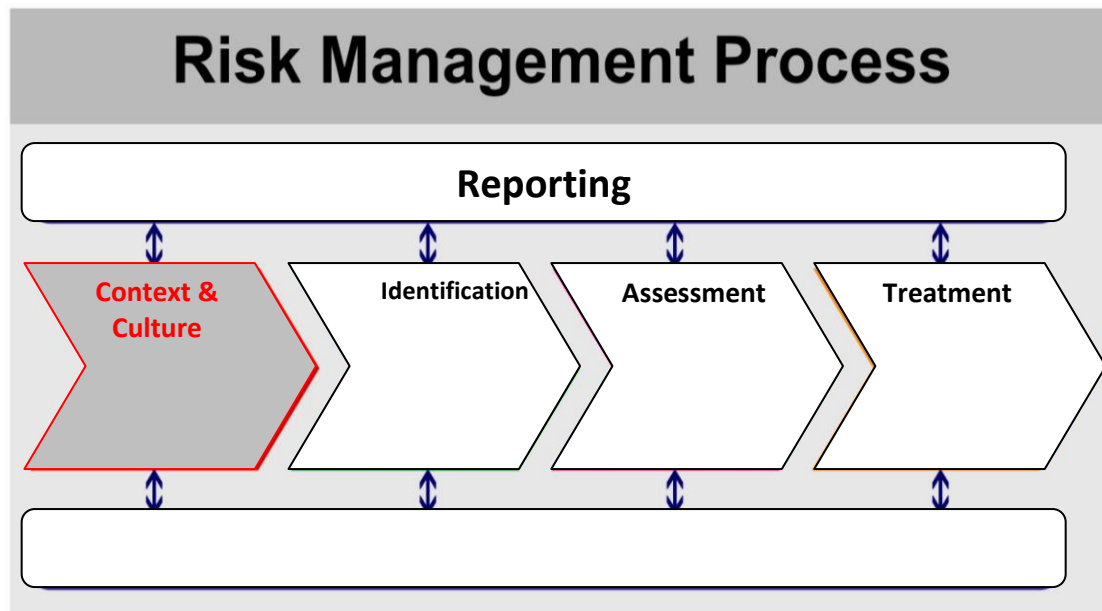 Risk Management Process
Reporting
Context &
Culture
Identification
Assessment
Treatment